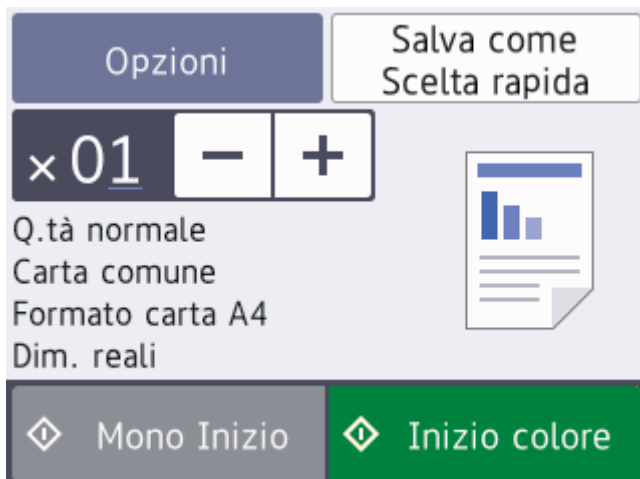 Opzioni
Salva come
Scelta rapida
×01
Q.tà normale
Carta comune
Formato carta A4
Dim. reali
Mono Inizio
Inizio colore